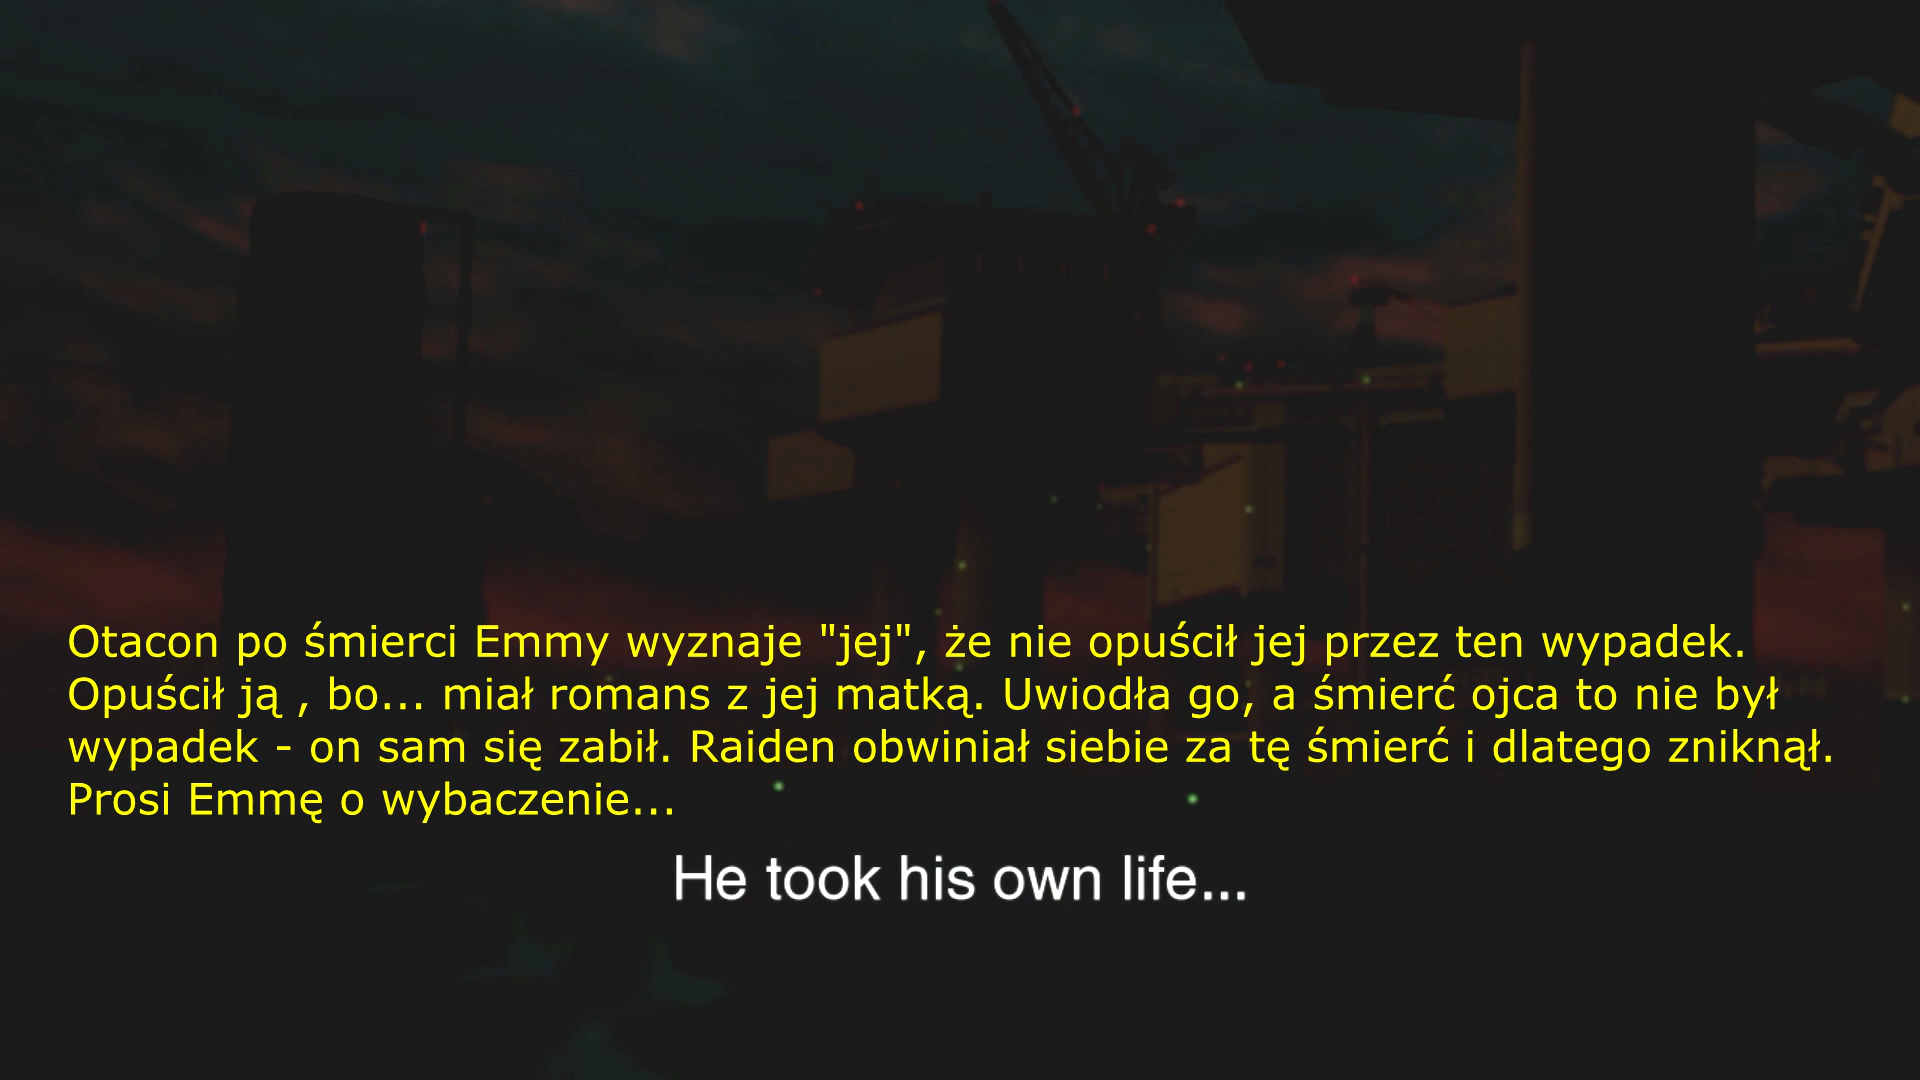 Otacon po śmierci Emmy wyznaje "jej", że nie opuścił jej przez ten wypadek.
Opuścił ją , bo... miał romans z jej matką. Uwiodła go, a śmierć ojca to nie był
wypadek - on sam się zabił. Raiden obwiniał siebie za tę śmierć i dlatego zniknął.
Prosi Emmę o wybaczenie...
He took his own life...